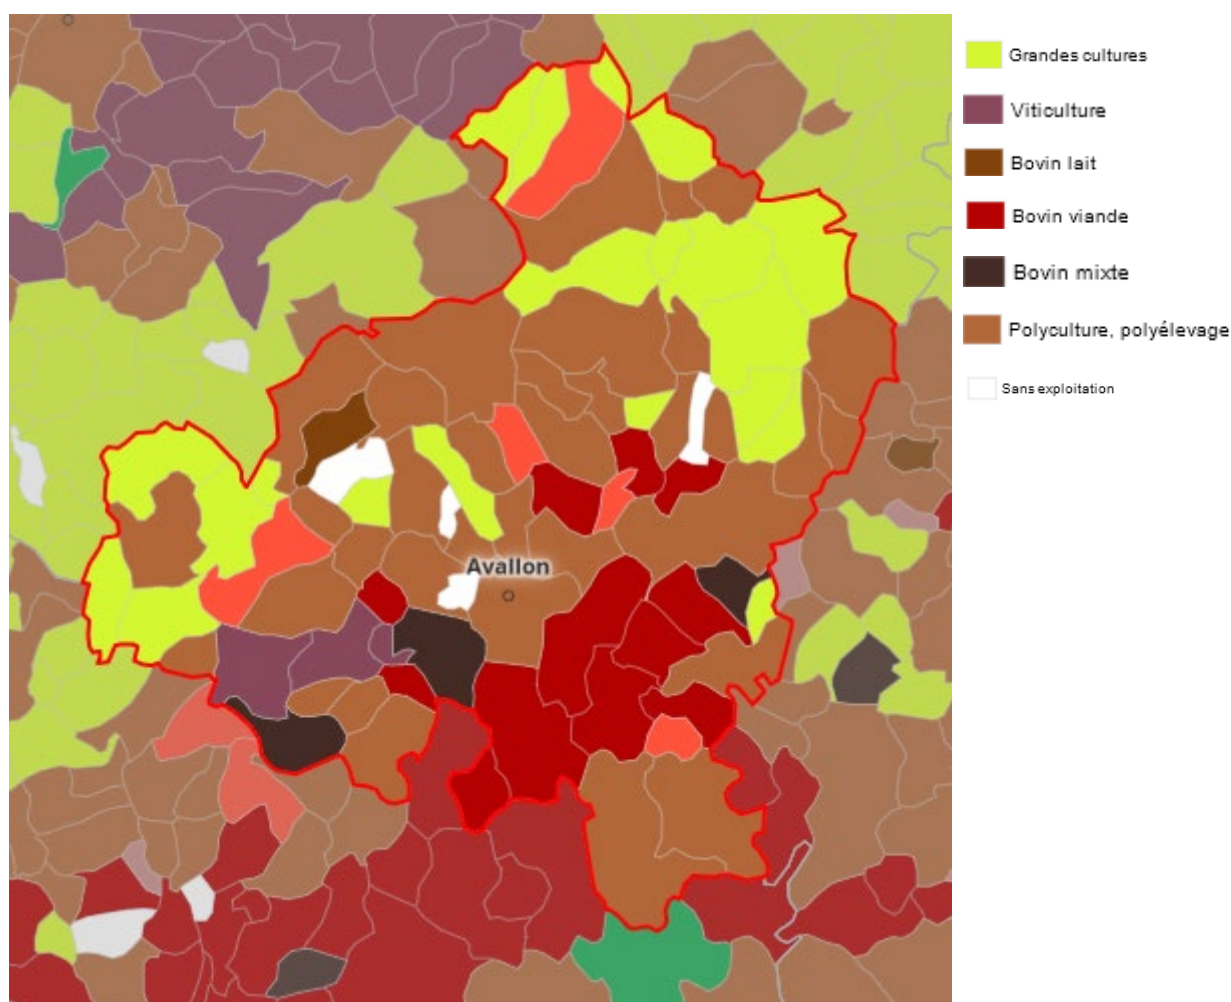 Grandes cultures
Viticulture
Bovin lait
Bovin viande
Bovin mixte
Polyculture, polyélevage
Sans exploitation
Avallon